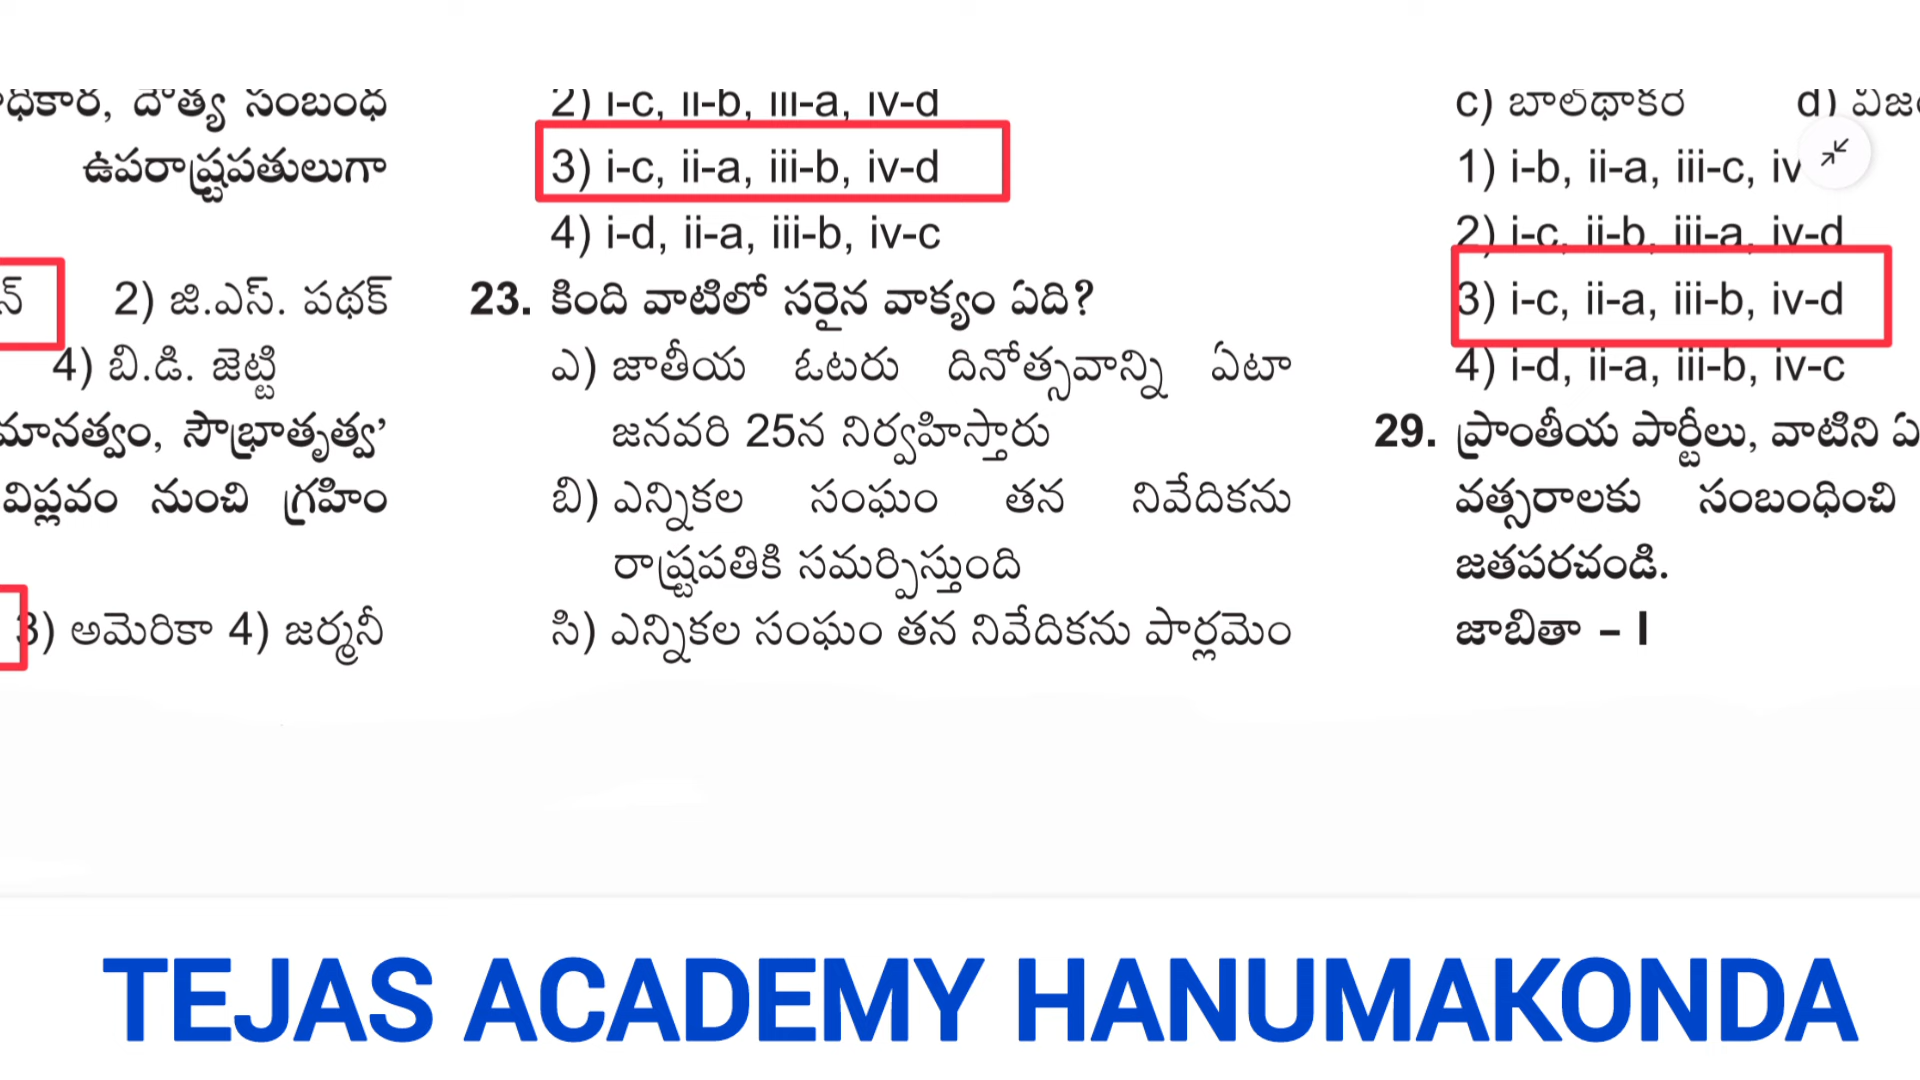 ధికార, దౌత్య సంబంధ
ఉపరాష్ట్రపతులుగా
న్ 2) జి.ఎస్. పథక్
4) బి.డి. జెట్టి
మానత్వం, సౌభ్రాతృత్వ’
విప్లవం నుంచి గ్రహిం
3) అమెరికా 4) జర్మనీ
2) i-c, ii-b, iii-a, iv-d
3) i-c, ii-a, iii-b, iv-d
4) i-d, ii-a, iii-b, iv-c
23. కింది వాటిలో సరైన వాక్యం ఏది?
ఎ) జాతీయ ఓటరు దినోత్సవాన్ని ఏటా
జనవరి 25న నిర్వహిస్తారు
బి) ఎన్నికల సంఘం తన నివేదికను
రాష్ట్రపతికి సమర్పిస్తుంది
సి) ఎన్నికల సంఘం తన నివేదికను పార్లమెం
c) బాల్‌థాకరే d)
1) i-b, ii-a, iii-c, iv
2) i-c, ii-b, iii-a, iv-d
3) i-c, ii-a, iii-b, iv-d
4) i-d, ii-a, iii-b, iv-c
29. ప్రాంతీయ పార్టీలు, వాటిని ఏ
వత్సరాలకు సంబంధించి
జతపరచండి.
జాబితా – I
TEJAS ACADEMY HANUMAKONDA